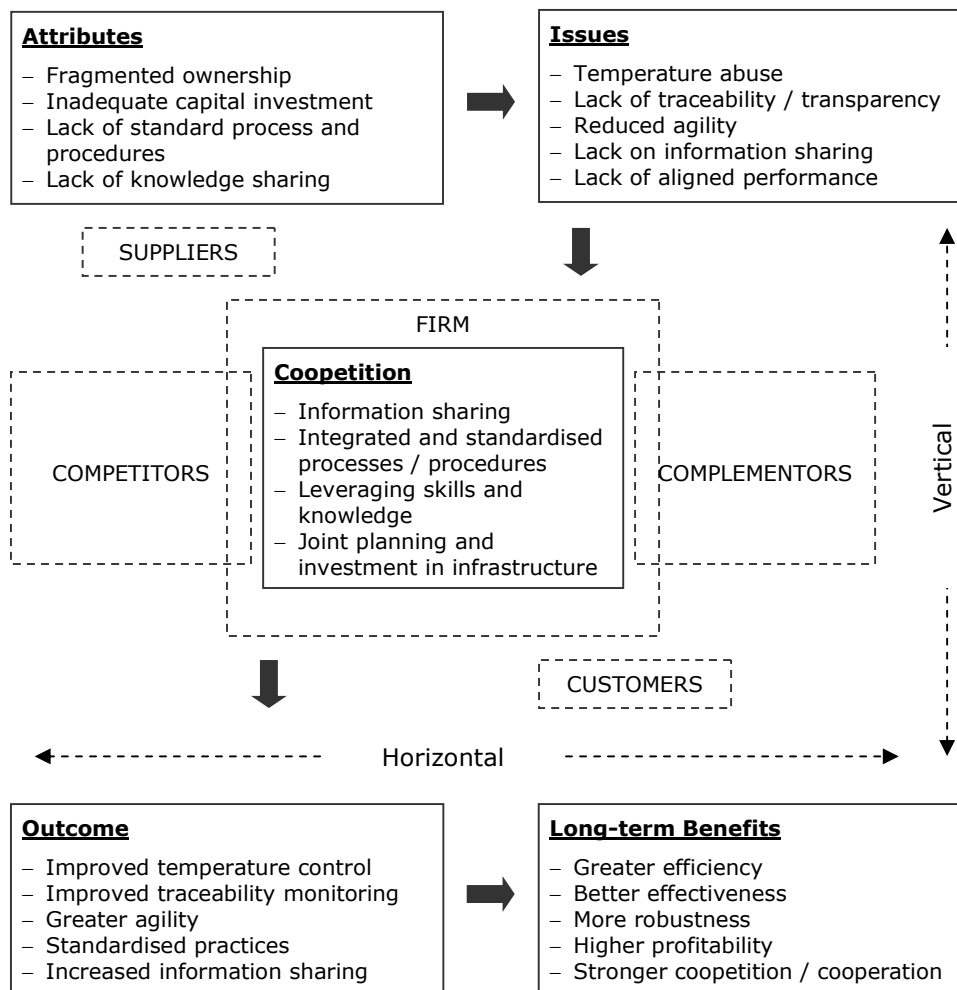 Attributes
– Fragmented ownership
– Inadequate capital investment
– Lack of standard process and
procedures
– Lack of knowledge sharing
Issues
– Temperature abuse
– Lack of traceability / transparency
– Reduced agility
– Lack on information sharing
– Lack of aligned performance
SUPPLIERS
FIRM
Coopetition
– Information sharing
– Integrated and standardised
processes / procedures
– Leveraging skills and
knowledge
– Joint planning and
investment in infrastructure
COMPETITORS
COMPLEMENTORS
Vertical
CUSTOMERS
Horizontal
Outcome
– Improved temperature control
– Improved traceability monitoring
– Greater agility
– Standardised practices
– Increased information sharing
Long-term Benefits
– Greater efficiency
– Better effectiveness
– More robustness
– Higher profitability
– Stronger coopetition / cooperation